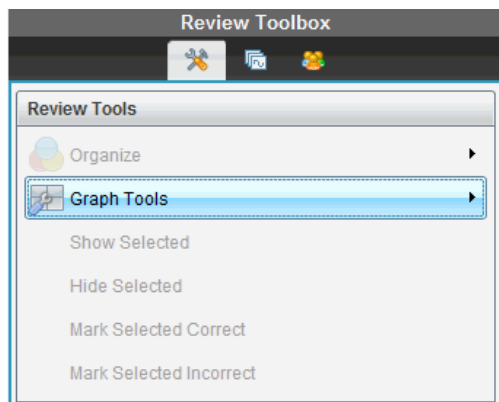 Review Toolbox
Review Tools
Organize
Graph Tools
Show Selected
Hide Selected
Mark Selected Correct
Mark Selected Incorrect